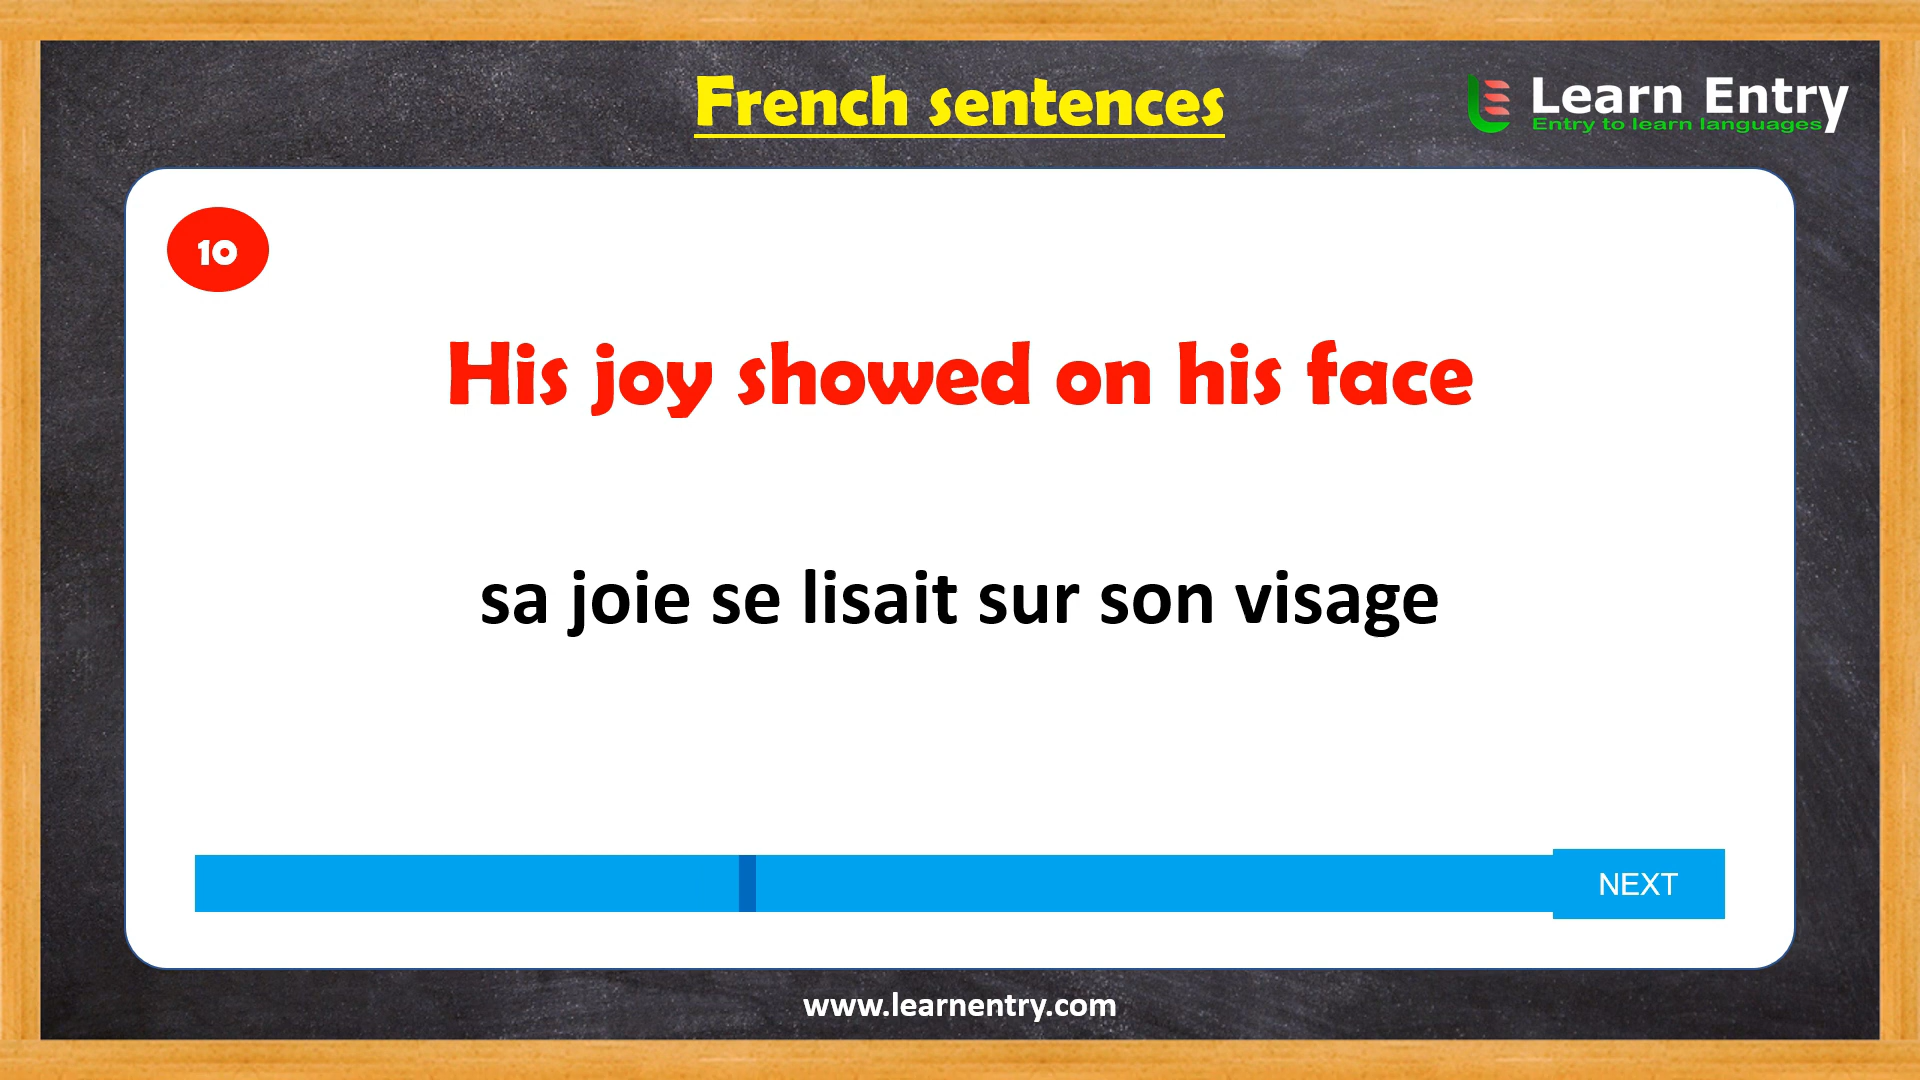 French sentences
Learn Entry
Entry to learn languages
10
His joy showed on his face
sa joie se lisait sur son visage
NEXT
www.learnentry.com